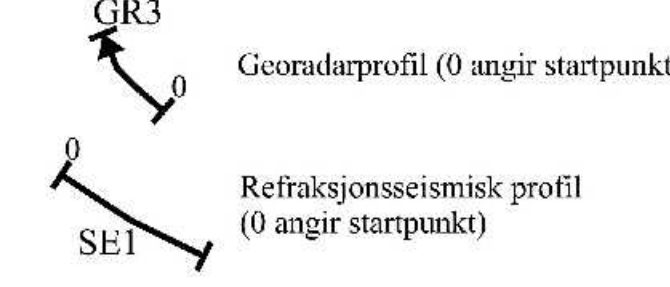 GR3
0
Georadarprofil (0 angir startpunkt
0
Refraksjonsseismisk profil
(0 angir startpunkt)
SE1